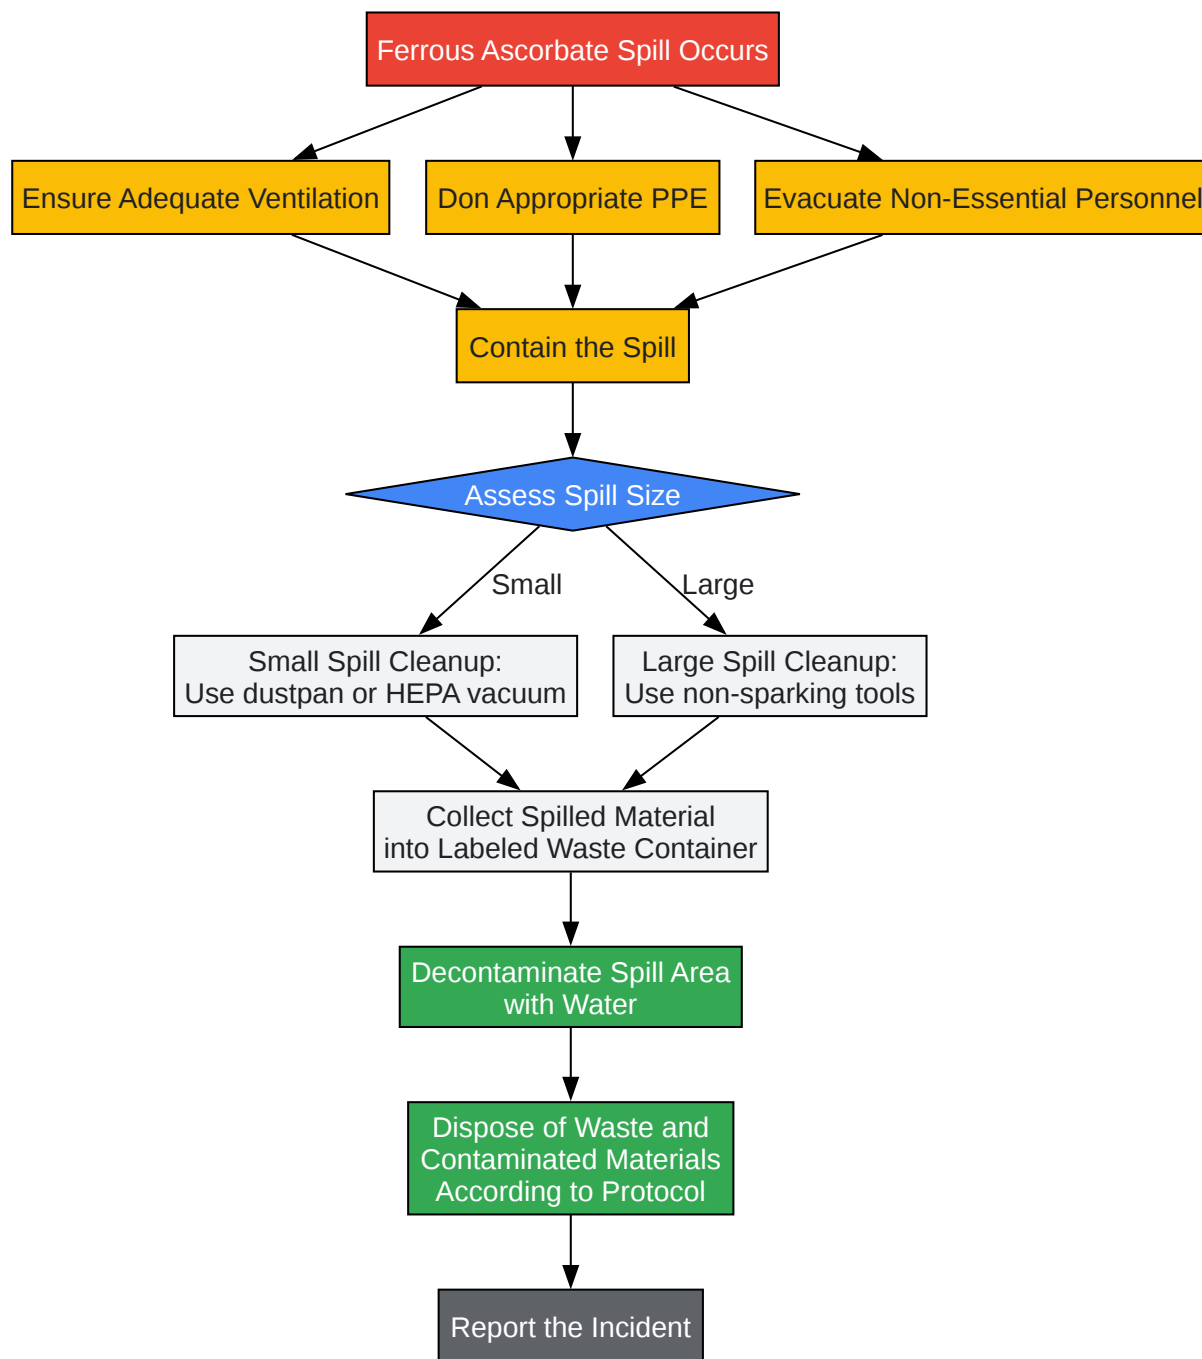 Ferrous Ascorbate Spill Occurs
Ensure Adequate Ventilation
Don Appropriate PPE
Evacuate Non-Essential Personnel
Contain the Spill
Assess Spill Size
Small
Large
Small Spill Cleanup:
Use dustpan or HEPA vacuum
Large Spill Cleanup:
Use non-sparking tools
Collect Spilled Material
into Labeled Waste Container
Decontaminate Spill Area
with Water
Dispose of Waste and
Contaminated Materials
According to Protocol
Report the Incident